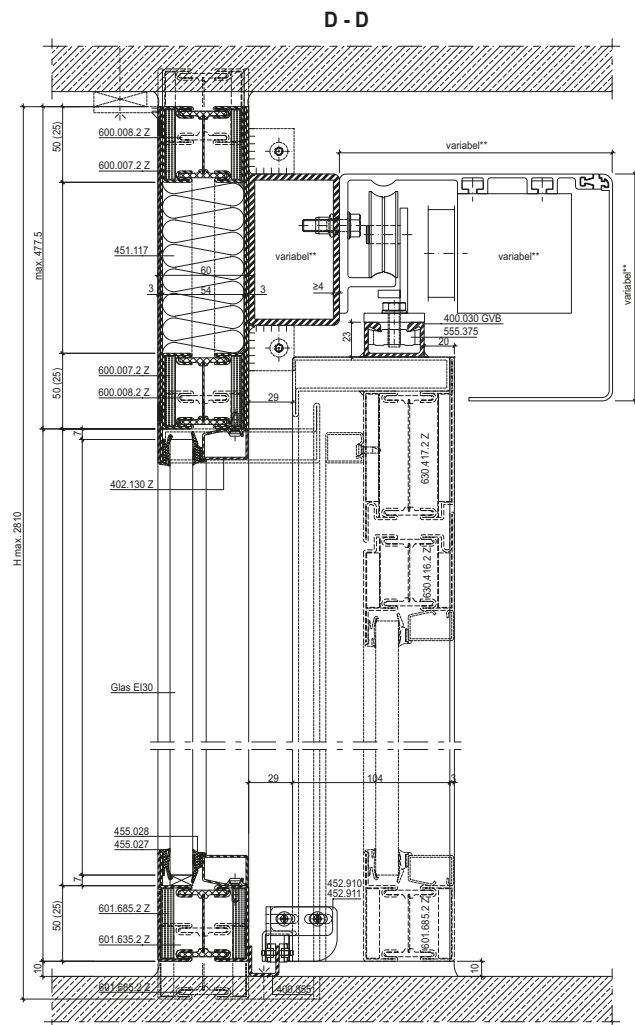 D - D
50 (25)
600.008.2 Z
600.007.2 Z
variabel**
max. 477.5
451.117
60
3
54
3
variabel**
≥4
variabel**
variabel**
23
400.030 GVB
555.375
20
50 (25)
600.007.2 Z
600.008.2 Z
29
7
402.130 Z
630.417.2 Z
630.416.2 Z
H max. 2810
Glas EI30
29
104
3
455.028
455.027
7
452.910
452.911
50 (25)
601.685.2 Z
601.635.2 Z
601.685.2 Z
10
601.685.2 Z
400.355
10